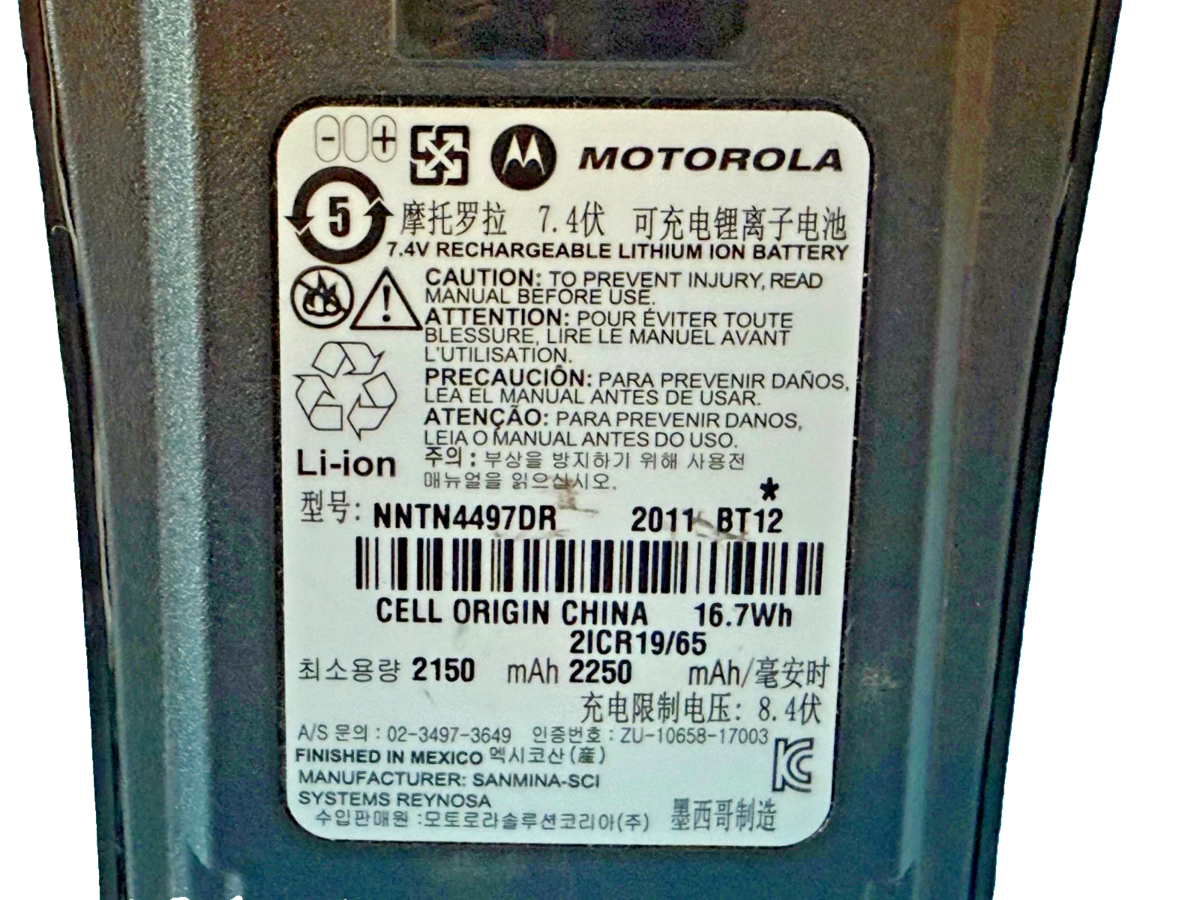 - +
MOTOROLA
5
摩托罗拉 7.4伏 可充电锂离子电池
7.4V RECHARGEABLE LITHIUM ION BATTERY
CAUTION: TO PREVENT INJURY, READ
MANUAL BEFORE USE.
ATTENTION: POUR ÉVITER TOUTE
BLESSURE, LIRE LE MANUEL AVANT
L'UTILISATION.
PRECAUCIÓN: PARA PREVENIR DAÑOS,
LEA EL MANUAL ANTES DE USAR.
ATENÇÃO: PARA PREVENIR DANOS,
LEIA O MANUAL ANTES DO USO.
Li-ion
주의 : 부상을 방지하기 위해 사용전
매뉴얼을 읽으십시오.
型号: NNTN4497DR 2011 BT12 *
CELL ORIGIN CHINA 16.7Wh
2ICR19/65
최소용량 2150 mAh 2250 mAh/毫安时
充电限制电压: 8.4伏
A/S 문의 : 02-3497-3649 인증번호 : ZU-10658-17003
FINISHED IN MEXICO 멕시코산 (産)
MANUFACTURER: SANMINA-SCI
SYSTEMS REYNOSA
수입판매원 :모토로라솔루션코리아(주)
墨西哥制造